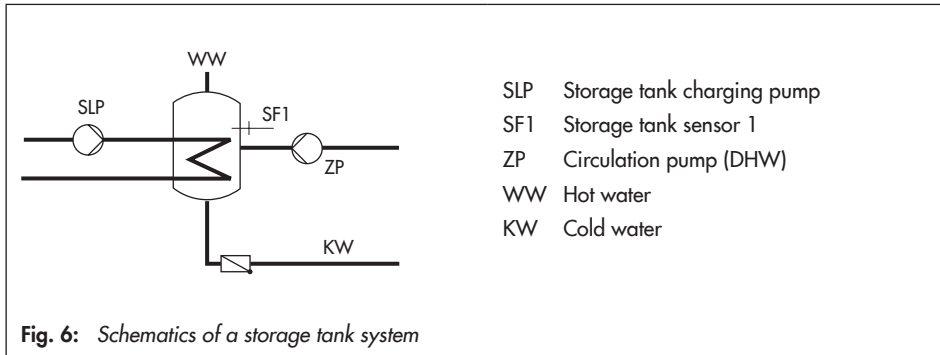 WW
SLP
SF1
ZP
KW
SLP Storage tank charging pump
SF1 Storage tank sensor 1
ZP Circulation pump (DHW)
WW Hot water
KW Cold water
Fig. 6: Schematics of a storage tank system